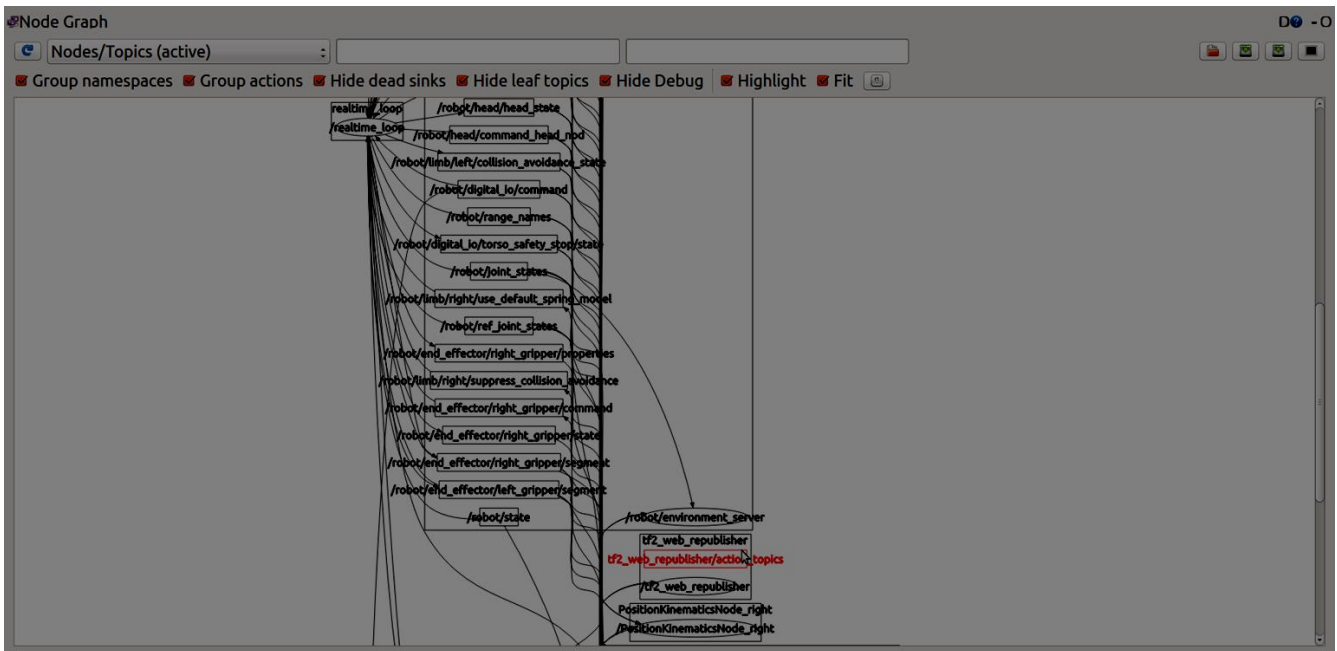 Node Graph
D - O
Nodes/Topics (active)
Group namespaces Group actions Hide dead sinks Hide leaf topics Hide Debug Highlight Fit
realtime_loop
/realtime_loop
/robot/head/head_state
/robot/head/command_head_nod
/robot/limb/left/collision_avoidance_state
/robot/digital_io/command
/robot/range_names
/robot/digital_io/torso_safety_stop/state
/robot/joint_states
/robot/limb/right/use_default_spring_model
/robot/ref_joint_states
/robot/end_effector/right_gripper/properties
/robot/limb/right/suppress_collision_avoidance
/robot/end_effector/right_gripper/command
/robot/end_effector/right_gripper/state
/robot/end_effector/right_gripper/segment
/robot/end_effector/left_gripper/segment
/robot/state
/robot/environment_server
tf2_web_republisher
tf2_web_republisher/action_topics
/tf2_web_republisher
PositionKinematicsNode_right
/PositionKinematicsNode_right